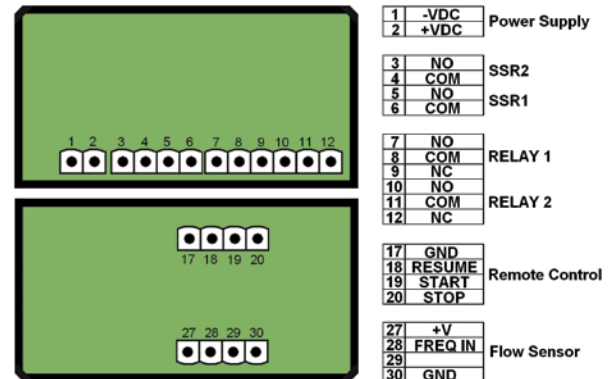 1 2 3 4 5 6 7 8 9 10 11 12
17 18 19 20
27 28 29 30
1 -VDC
2 +VDC
Power Supply
3 NO
4 COM
SSR2
5 NO
6 COM
SSR1
7 NO
8 COM
9 NC
RELAY 1
10 NO
11 COM
12 NC
RELAY 2
17 GND
18 RESUME
19 START
20 STOP
Remote Control
27 +V
28 FREQ IN
29
30 GND
Flow Sensor